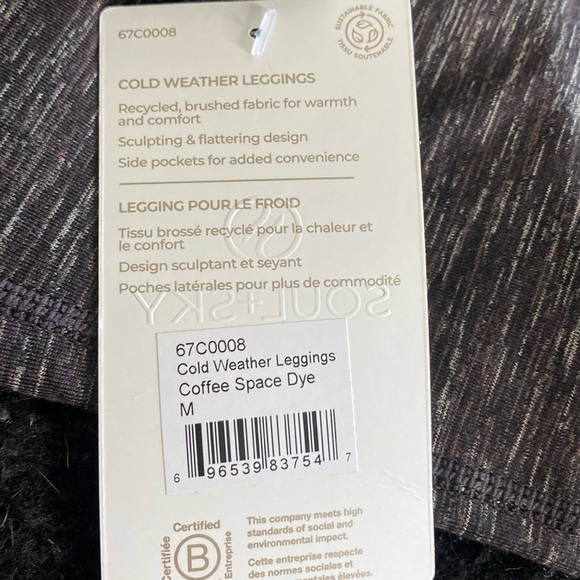 67C0008
SUSTAINABLE FABRIC
TISSU SOUTENABLE
COLD WEATHER LEGGINGS
Recycled, brushed fabric for warmth
and comfort
Sculpting & flattering design
Side pockets for added convenience
LEGGING POUR LE FROID
Tissu brossé recyclé pour la chaleur et
le confort
Design sculptant et seyant
Poches latérales pour plus de commodité
SOUL+SKY
67C0008
Cold Weather Leggings
Coffee Space Dye
M
6 96539 83754 7
Certified
B
Certifiée
Entreprise
This company meets high
standards of social and
environmental impact.
Cette entreprise respecte
des normes sociales et
élevées.